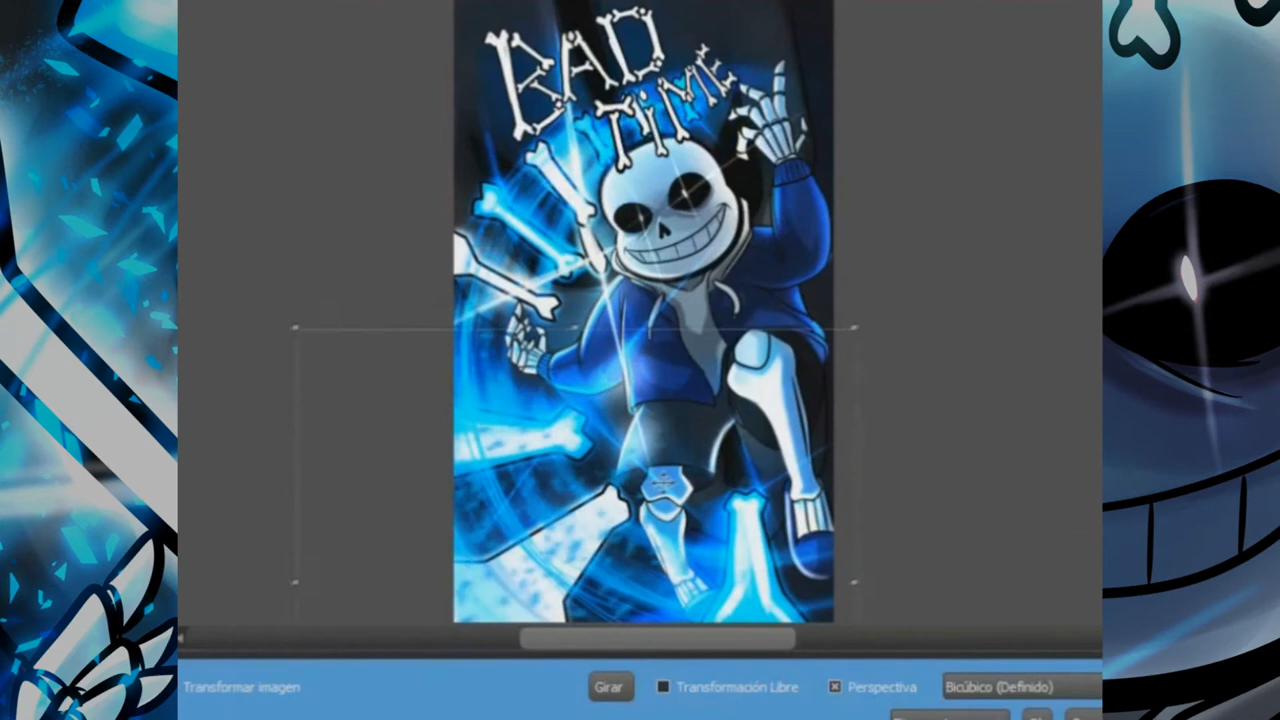 BAD
TiME
Transformar imagen
Girar
Transformación Libre
Perspectiva
Bicúbico (Definido)